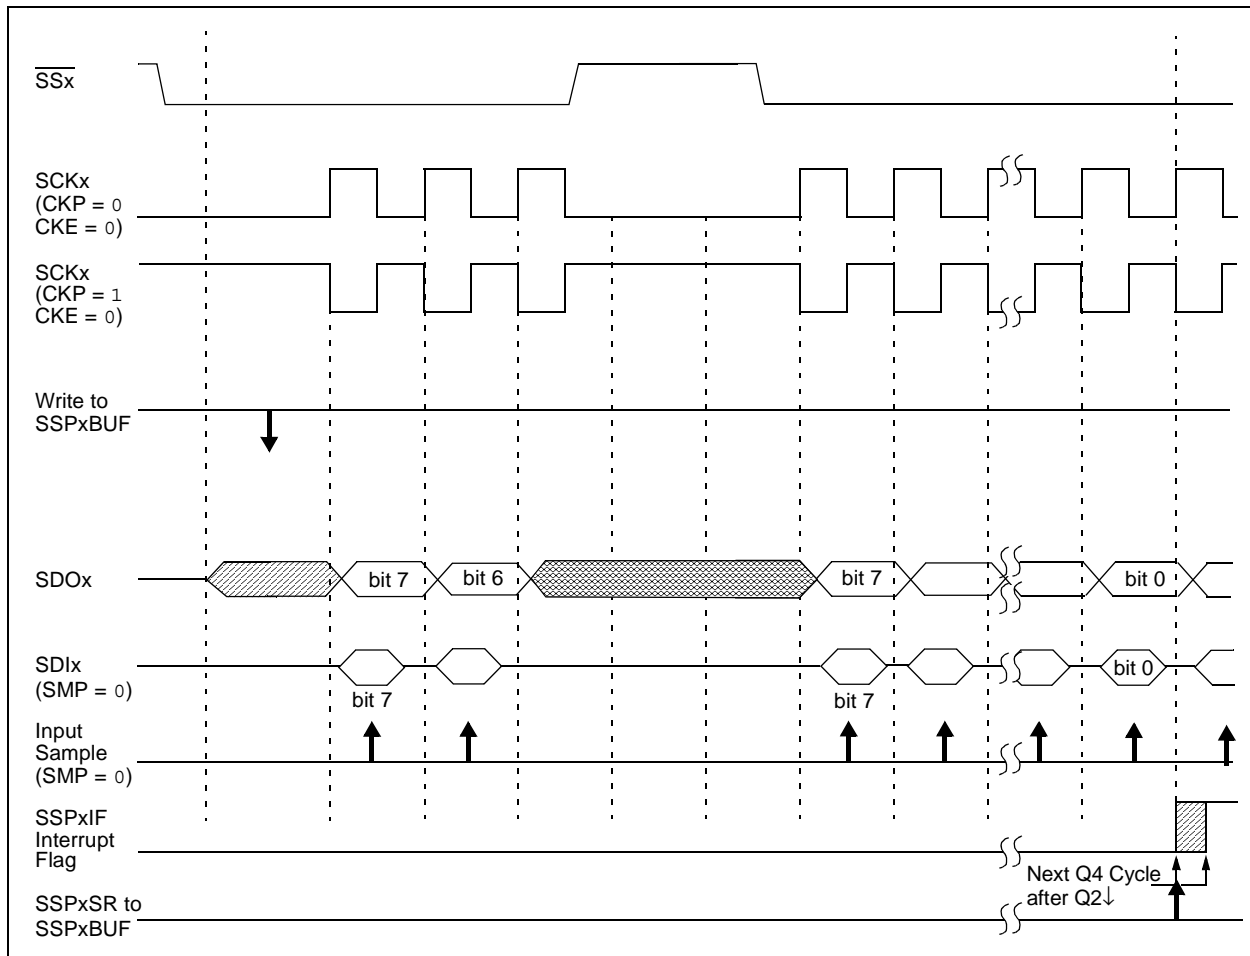 SSx
SCKx
(CKP = 0
CKE = 0)
SCKx
(CKP = 1
CKE = 0)
Write to
SSPxBUF
SDOx
bit 7
bit 6
bit 7
bit 0
SDIx
(SMP = 0)
bit 7
bit 7
bit 0
Input
Sample
(SMP = 0)
SSPxIF
Interrupt
Flag
Next Q4 Cycle
after Q2↓
SSPxSR to
SSPxBUF